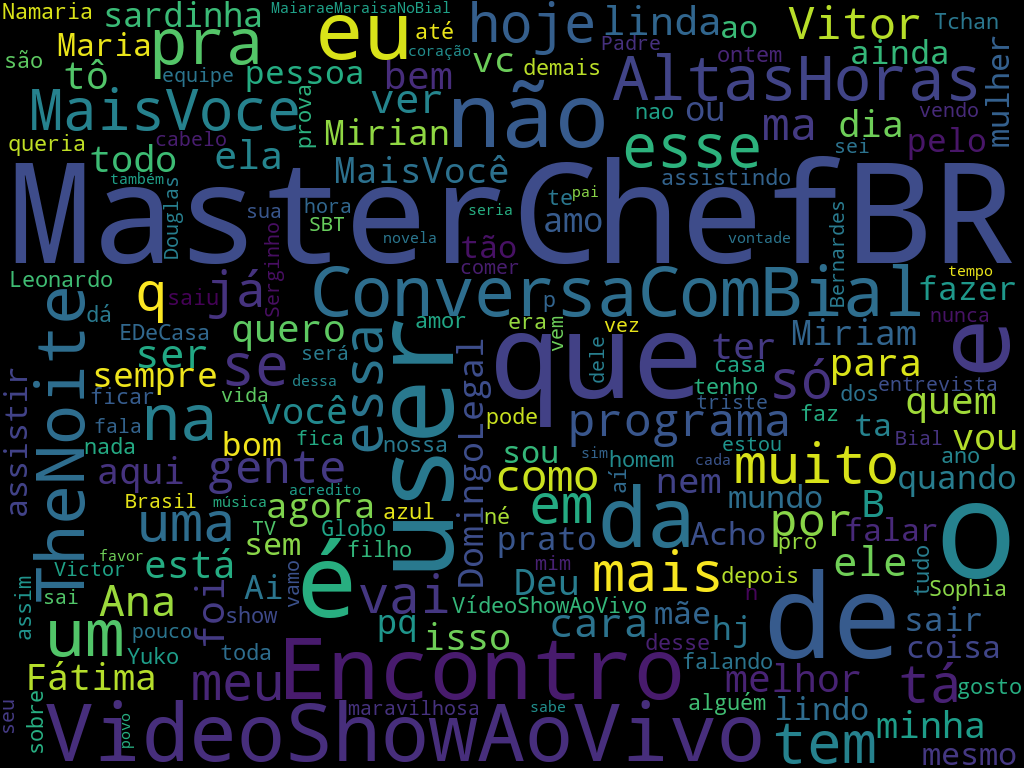 Namaria
sardinha
MaiaraeMaraisaNoBial
eu
até
hoje
linda
ao
Vitor
Tchan
Maria
pra
coração
Padre
ontem
ainda
são
tô
equipe
pessoa
bem
vc
demais
AltasHoras
mulher
MaisVoce
prova
ver
não
nao
ou
ma
dia
vendo
queria
cabelo
Mirian
esse
sei
pelo
todo
ela
MaisVocê
assistindo
MasterChefBR
também
Douglas
sua
hora
SBT
seria
te
pai
amo
novela
tão
vontade
Bernardes
comer
tempo
Leonardo
q
saiu
Serginho
já
ConversaComBial
fazer
TheNoite
dá
EDeCasa
quero
essa
amor
era
p
vem
vez
Miriam
nunca
e
ser
se
será
user
DomingoLegal
que
dele
ter
para
assistir
sempre
ficar
dessa
casa
tenho
só
entrevista
na
vida
você
pode
triste
faz
dos
quem
fala
nada
bom
fica
nossa
programa
estou
ta
Bial
vou
aqui
gente
sou
sim
homem
cada
ano
como
aí
nem
muito
quando
Brasil
música
acredito
agora
azul
em
da
mundo
B
o
uma
TV
Globo
né
prato
Acho
por
falar
favor
sem
filho
pro
Victor
está
é
mim
mais
depois
ele
tudo
sai
Ai
vamo
vai
Deu
n
Sophia
assim
Ana
foi
show
pq
VídeoShowAoVivo
mãe
de
sair
um
pouco
isso
cara
hj
desse
coisa
Yuko
toda
falando
Fátima
meu
Encontro
melhor
tá
gosto
seu
sobre
povo
maravilhosa
sabe
alguém
lindo
minha
VideoShowAoVivo
tem
mesmo